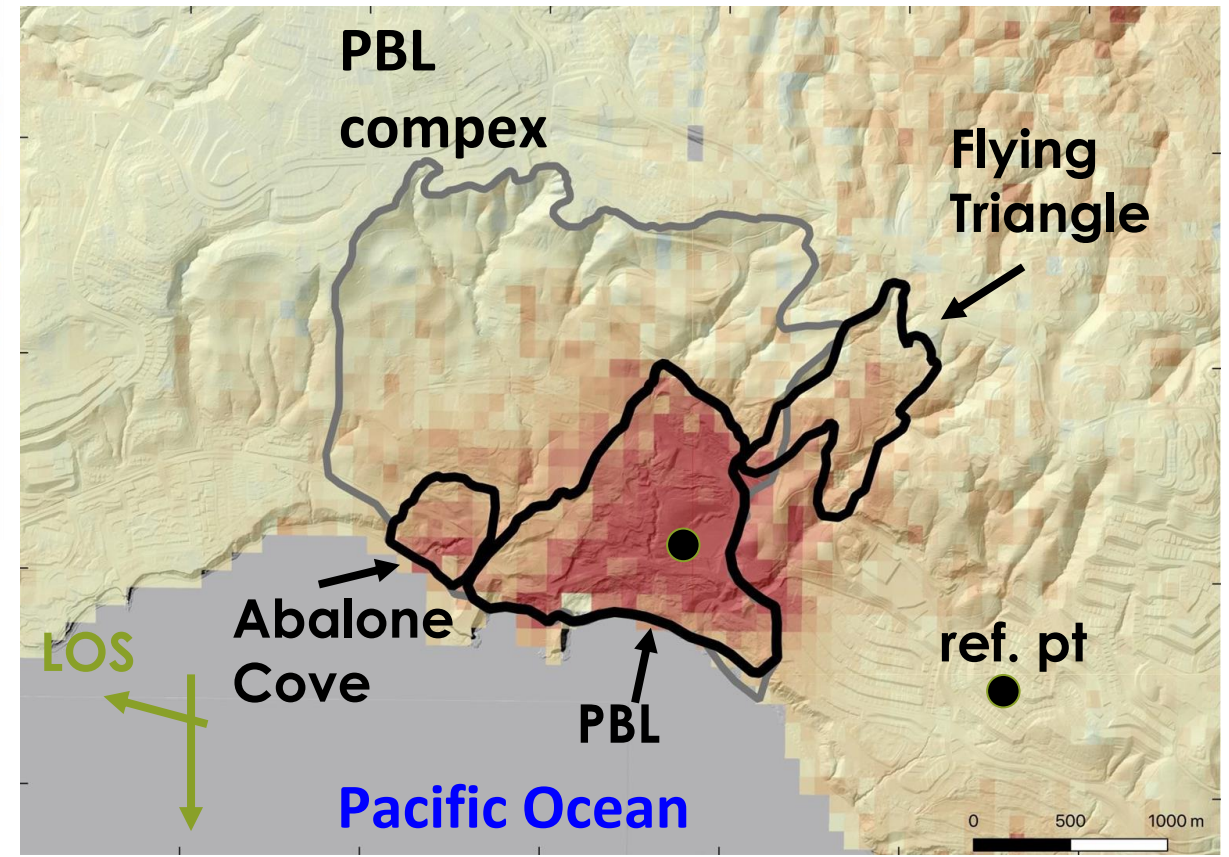 PBL
compex
Flying
Triangle
Abalone
Cove
LOS
PBL
ref. pt
Pacific Ocean
0 500 1000 m